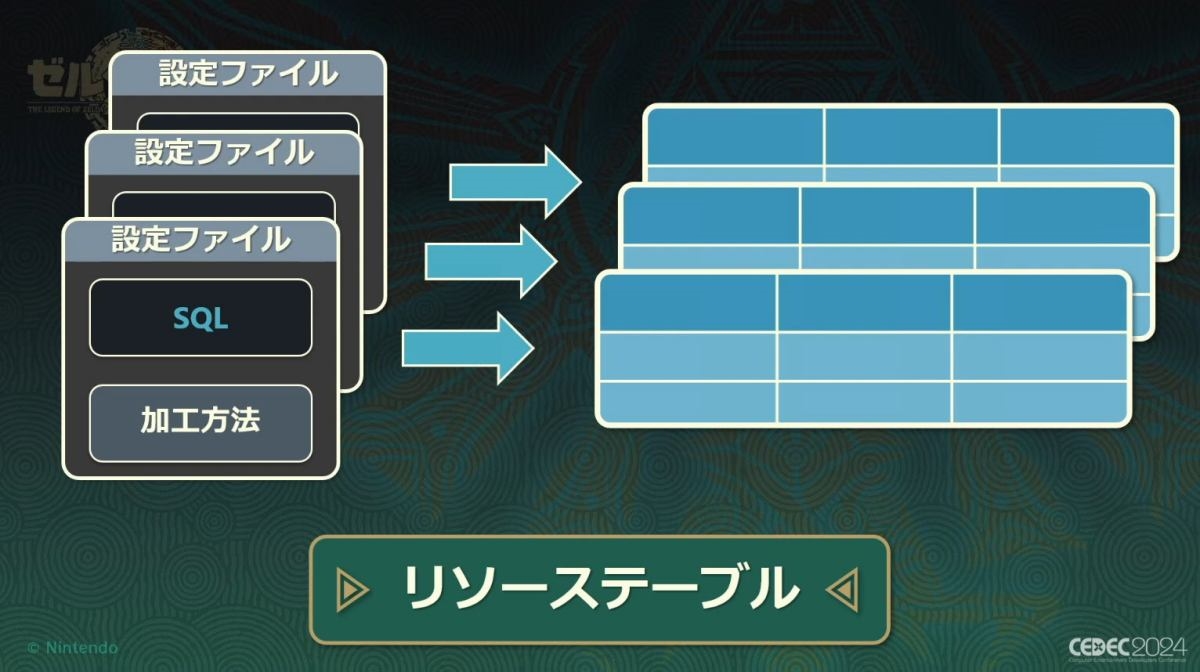 ゼル
THE LEGEND OF ZELDA
設定ファイル
設定ファイル
設定ファイル
SQL
加工方法
リソーステーブル
© Nintendo
CEDEC2024
Computer Entertainment Developers Conference